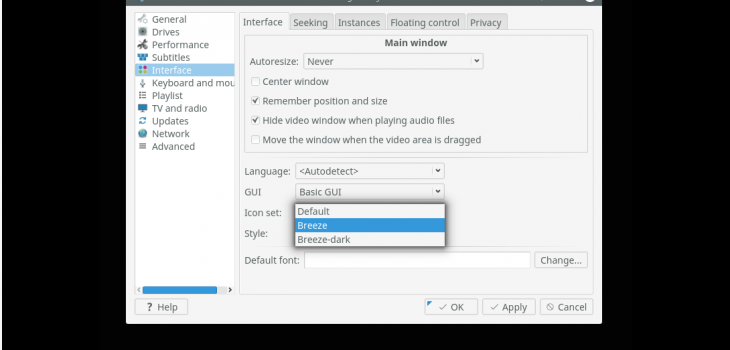 General
Drives
Performance
Subtitles
Interface
Keyboard and mou
Playlist
TV and radio
Updates
Network
Advanced
Interface Seeking Instances Floating control Privacy
Main window
Autoresize: Never
Center window
Remember position and size
Hide video window when playing audio files
Move the window when the video area is dragged
Language: <Autodetect>
GUI Basic GUI
Icon set:
Default
Breeze
Breeze-dark
Style:
Default font: Change...
? Help OK Apply Cancel